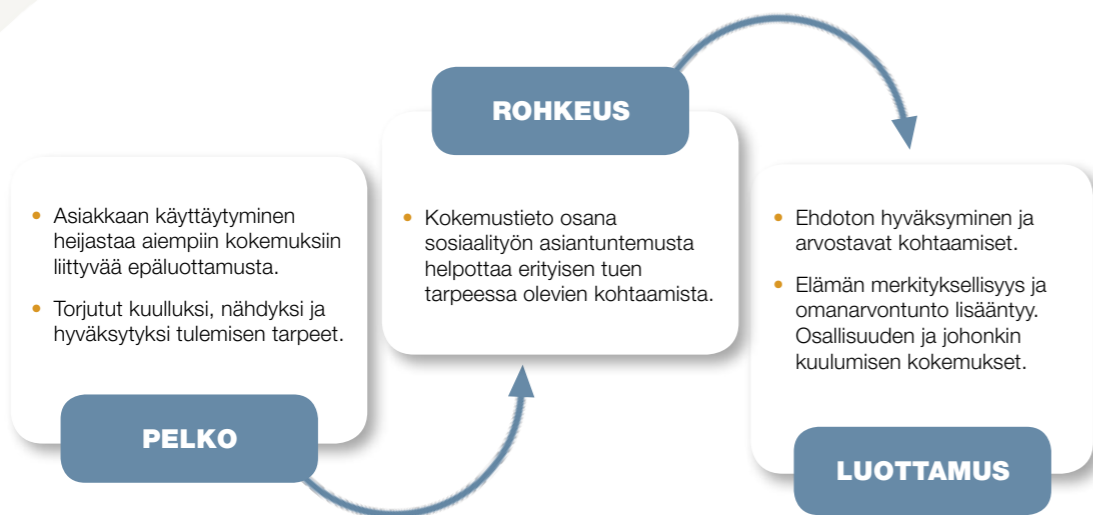 • Asiakkaan käyttäytyminen
heijastaa aiempiin kokemuksiin
liittyvää epäluottamusta.
• Torjutut kuulluksi, nähdyksi ja
hyväksytyksi tulemisen tarpeet.
PELKO
ROHKEUS
• Kokemustieto osana
sosiaalityön asiantuntemusta
helpottaa erityisen tuen
tarpeessa olevien kohtaamista.
• Ehdoton hyväksyminen ja
arvostavat kohtaamiset.
• Elämän merkityksellisyys ja
omanarvontunto lisääntyy.
Osallisuuden ja johonkin
kuulumisen kokemukset.
LUOTTAMUS